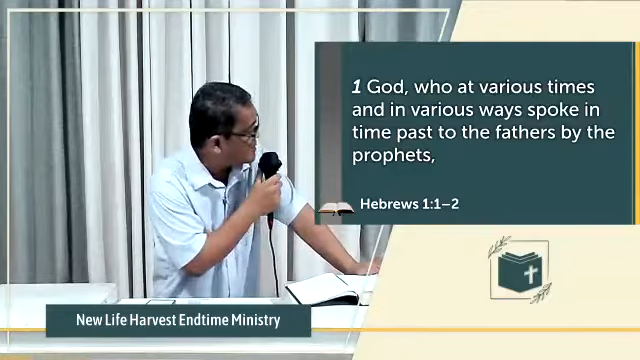 1 God, who at various times
and in various ways spoke in
time past to the fathers by the
prophets,
Hebrews 1:1–2
New Life Harvest Endtime Ministry